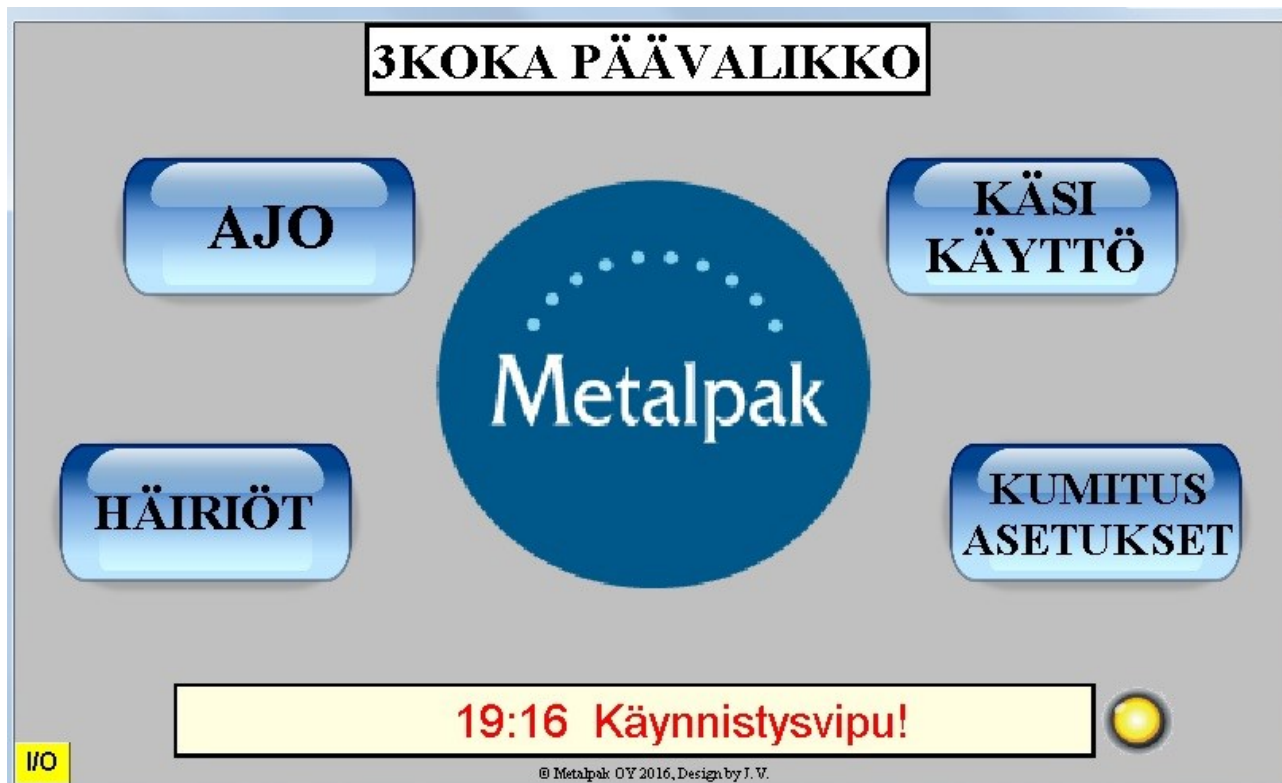 3KOKA PÄÄVALIKKO
AJO
KÄSI
KÄYTTÖ
Metalpak
HÄIRIÖT
KUMITUS
ASETUKSET
19:16 Käynnistysvipu!
I/O
© Metalpak OY 2016, Design by J. V.